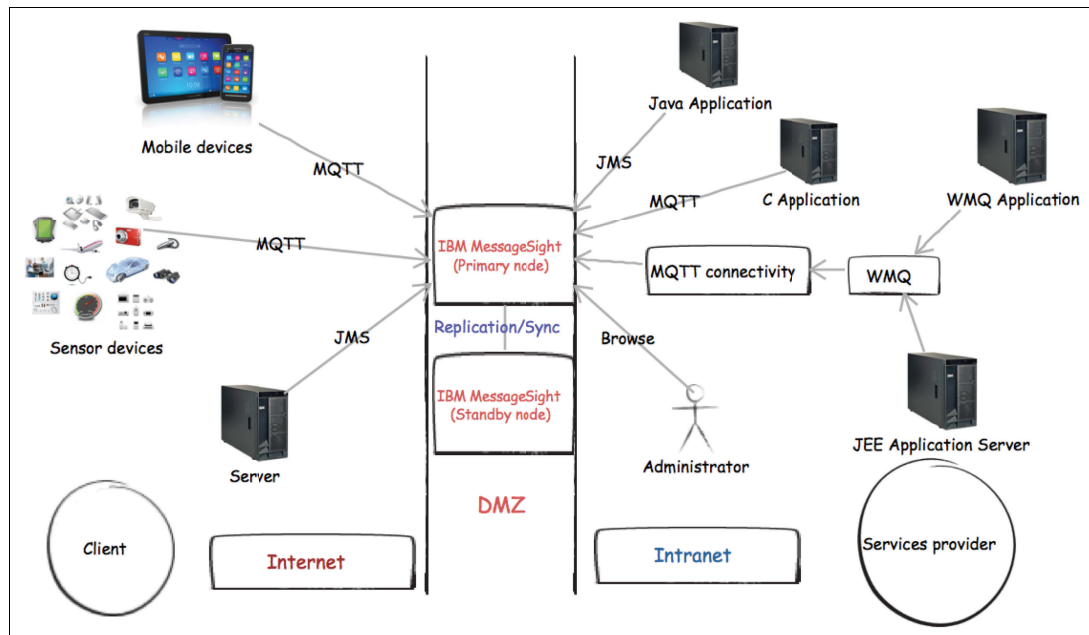 Mobile devices
MQTT
Sensor devices
MQTT
JMS
Server
Client
Internet
IBM MessageSight
(Primary node)
Replication/Sync
IBM MessageSight
(Standby node)
DMZ
Java Application
JMS
C Application
MQTT
WMQ Application
MQTT connectivity
WMQ
Browse
Administrator
JEE Application Server
Intranet
Services provider